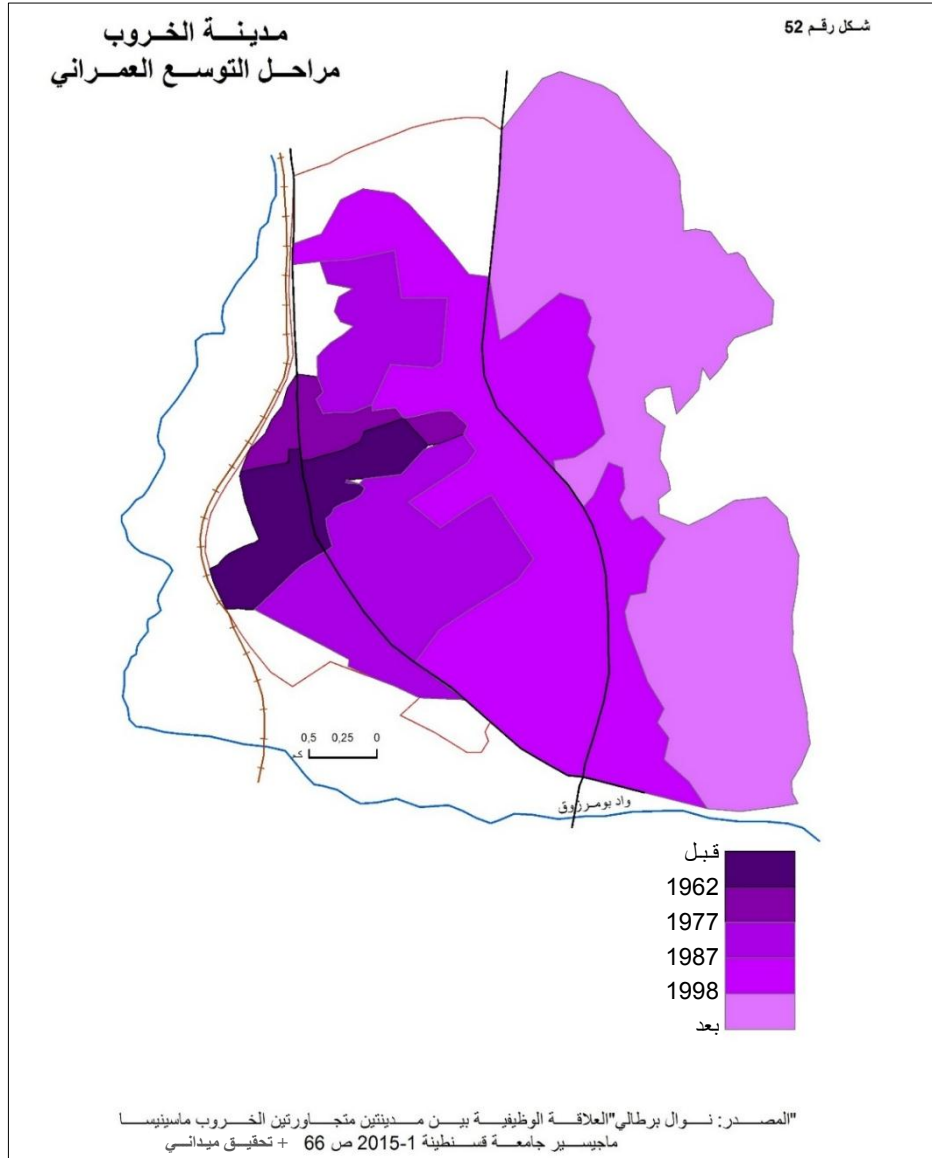 شكل رقم 52
مدينة الخروب
مراحل التوسع العمراني
0,5 0,25 0
كم
واد بومرزوق
قبل
1962
1977
1987
1998
بعد
"المصدر: نوال برطالي"العلاقة الوظيفية بين مدينتين متجاورتين الخروب ماسينيسا
ماجيسير جامعة قسنطينة 1-2015 ص 66 + تحقيق ميداني